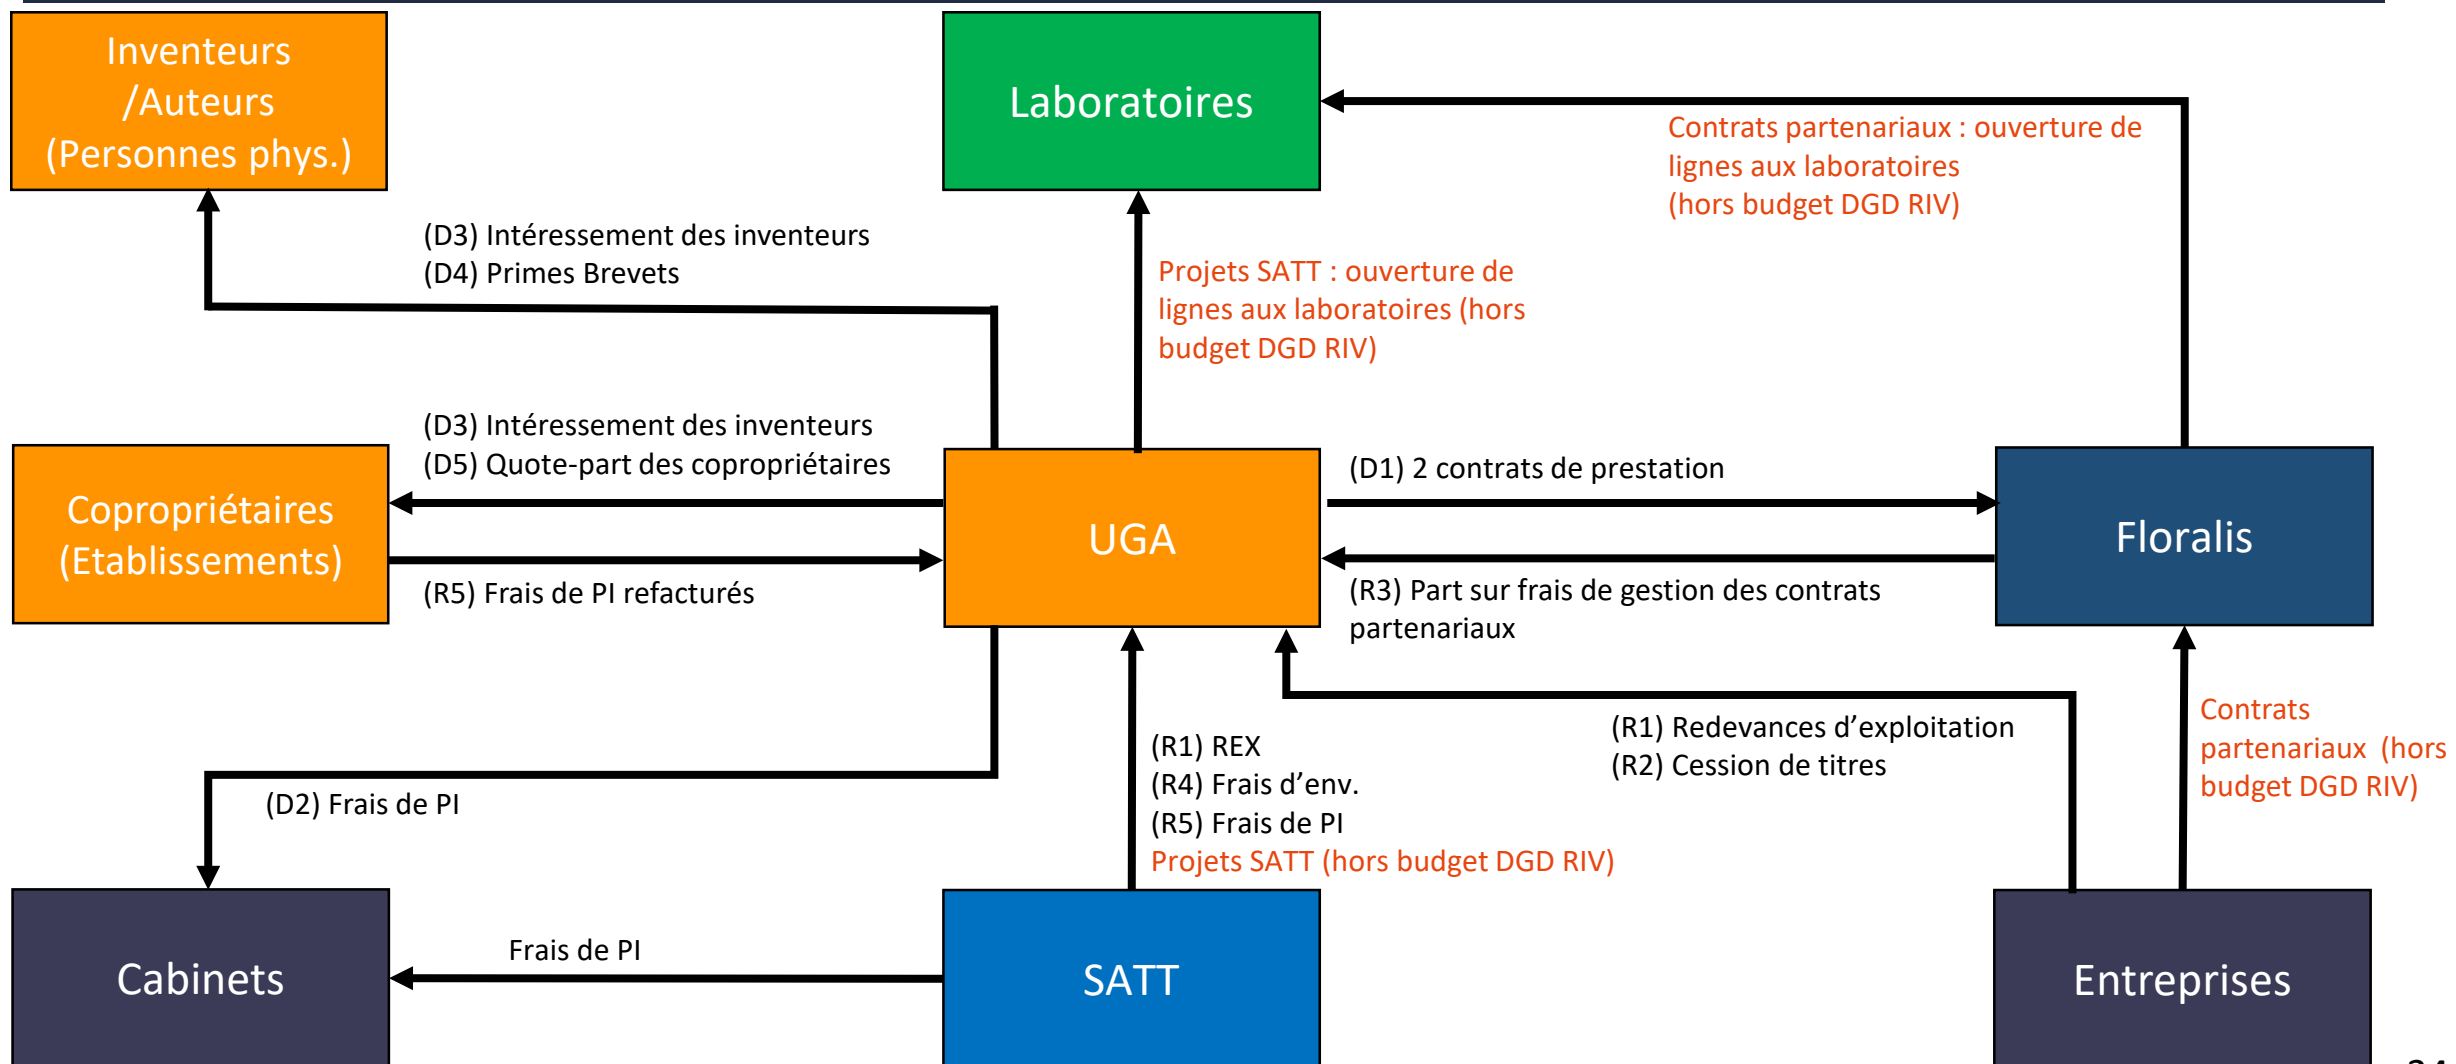 Inventeurs
/Auteurs
(Personnes phys.)
Laboratoires
Contrats partenariaux : ouverture de
lignes aux laboratoires
(hors budget DGD RIV)
(D3) Intéressement des inventeurs
(D4) Primes Brevets
Projets SATT : ouverture de
lignes aux laboratoires (hors
budget DGD RIV)
(D3) Intéressement des inventeurs
(D5) Quote-part des copropriétaires
Copropriétaires
(Etablissements)
(R5) Frais de PI refacturés
UGA
(D1) 2 contrats de prestation
(R3) Part sur frais de gestion des contrats
partenariaux
Floralis
(D2) Frais de PI
(R1) REX
(R4) Frais d’env.
(R5) Frais de PI
Projets SATT (hors budget DGD RIV)
(R1) Redevances d’exploitation
(R2) Cession de titres
Contrats
partenariaux  (hors
budget DGD RIV)
Cabinets
Frais de PI
SATT
Entreprises